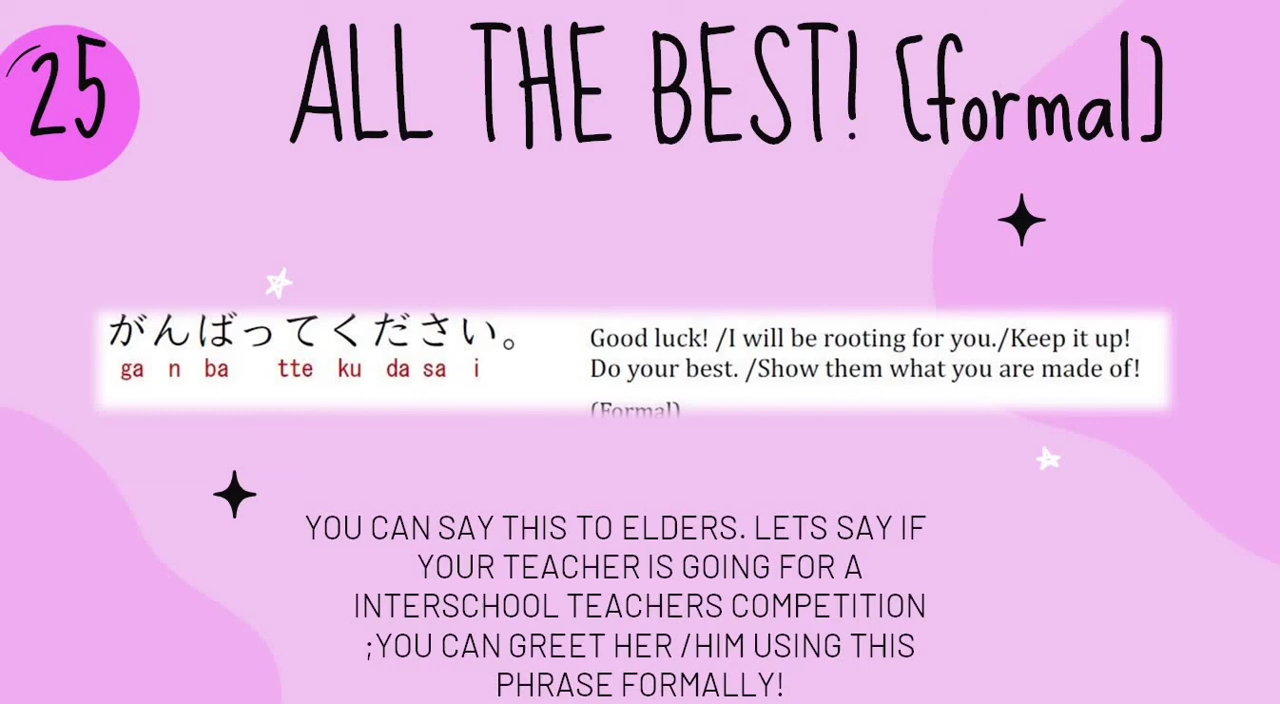 25
ALL THE BEST! (formal)
がんばってください。
ga n ba tte ku da sa i
Good luck! /I will be rooting for you./Keep it up!
Do your best. /Show them what you are made of!
(Formal)
YOU CAN SAY THIS TO ELDERS. LETS SAY IF
YOUR TEACHER IS GOING FOR A
INTERSCHOOL TEACHERS COMPETITION
;YOU CAN GREET HER /HIM USING THIS
PHRASE FORMALLY!